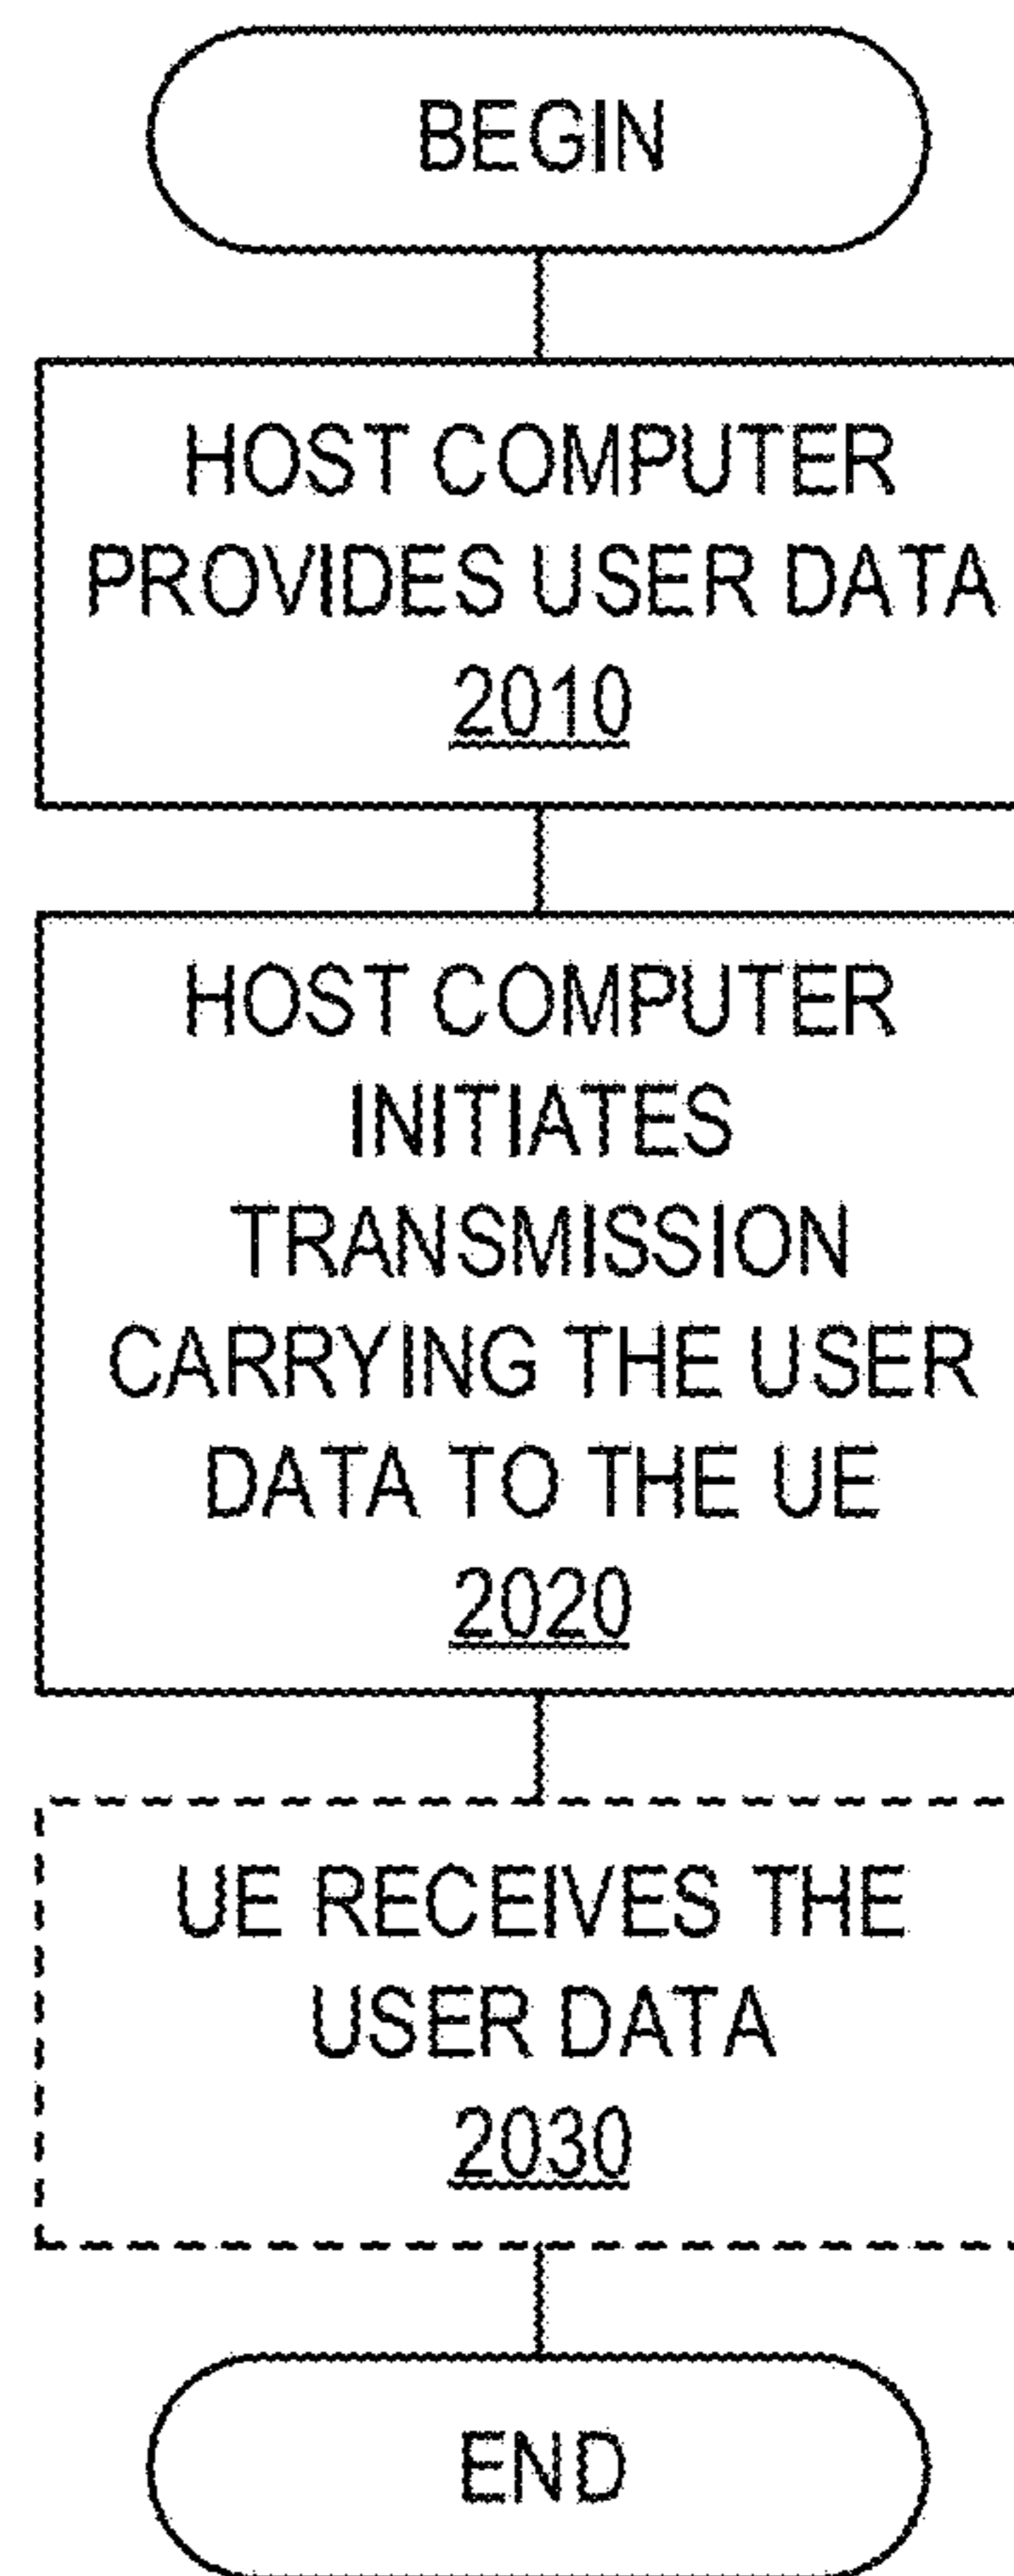 BEGIN
HOST COMPUTER
PROVIDES USER DATA
2010
HOST COMPUTER
INITIATES
TRANSMISSION
CARRYING THE USER
DATA TO THE UE
2020
UE RECEIVES THE
USER DATA
2030
END